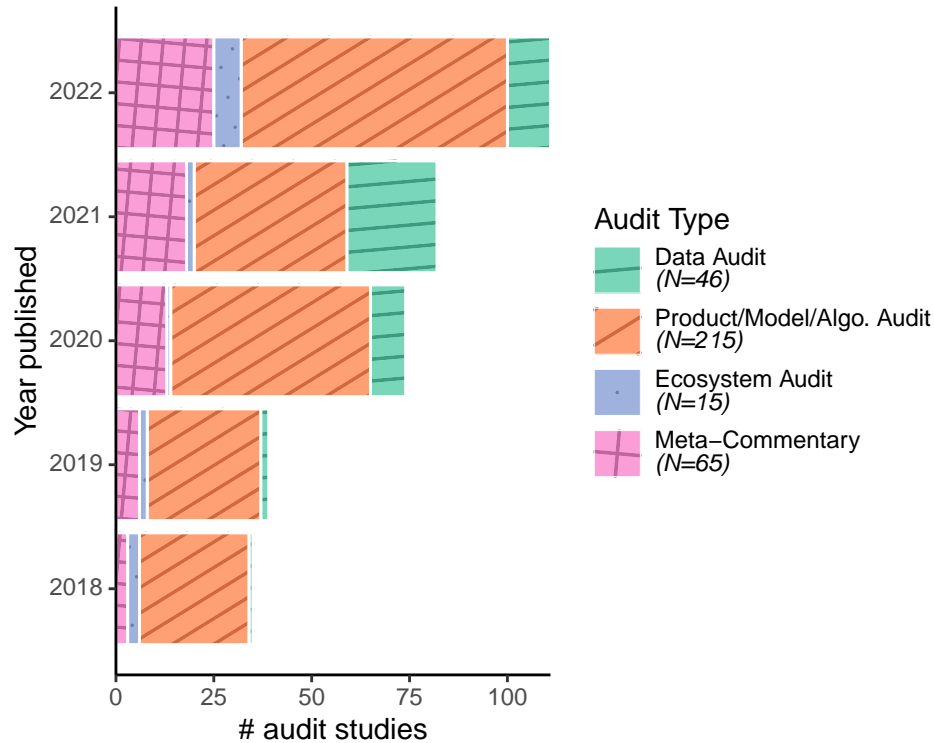 Year published
2022
2021
2020
2019
2018
0
25
50
75
100
# audit studies
Audit Type
Data Audit
(N=46)
Product/Model/Algo. Audit
(N=215)
Ecosystem Audit
(N=15)
Meta−Commentary
(N=65)